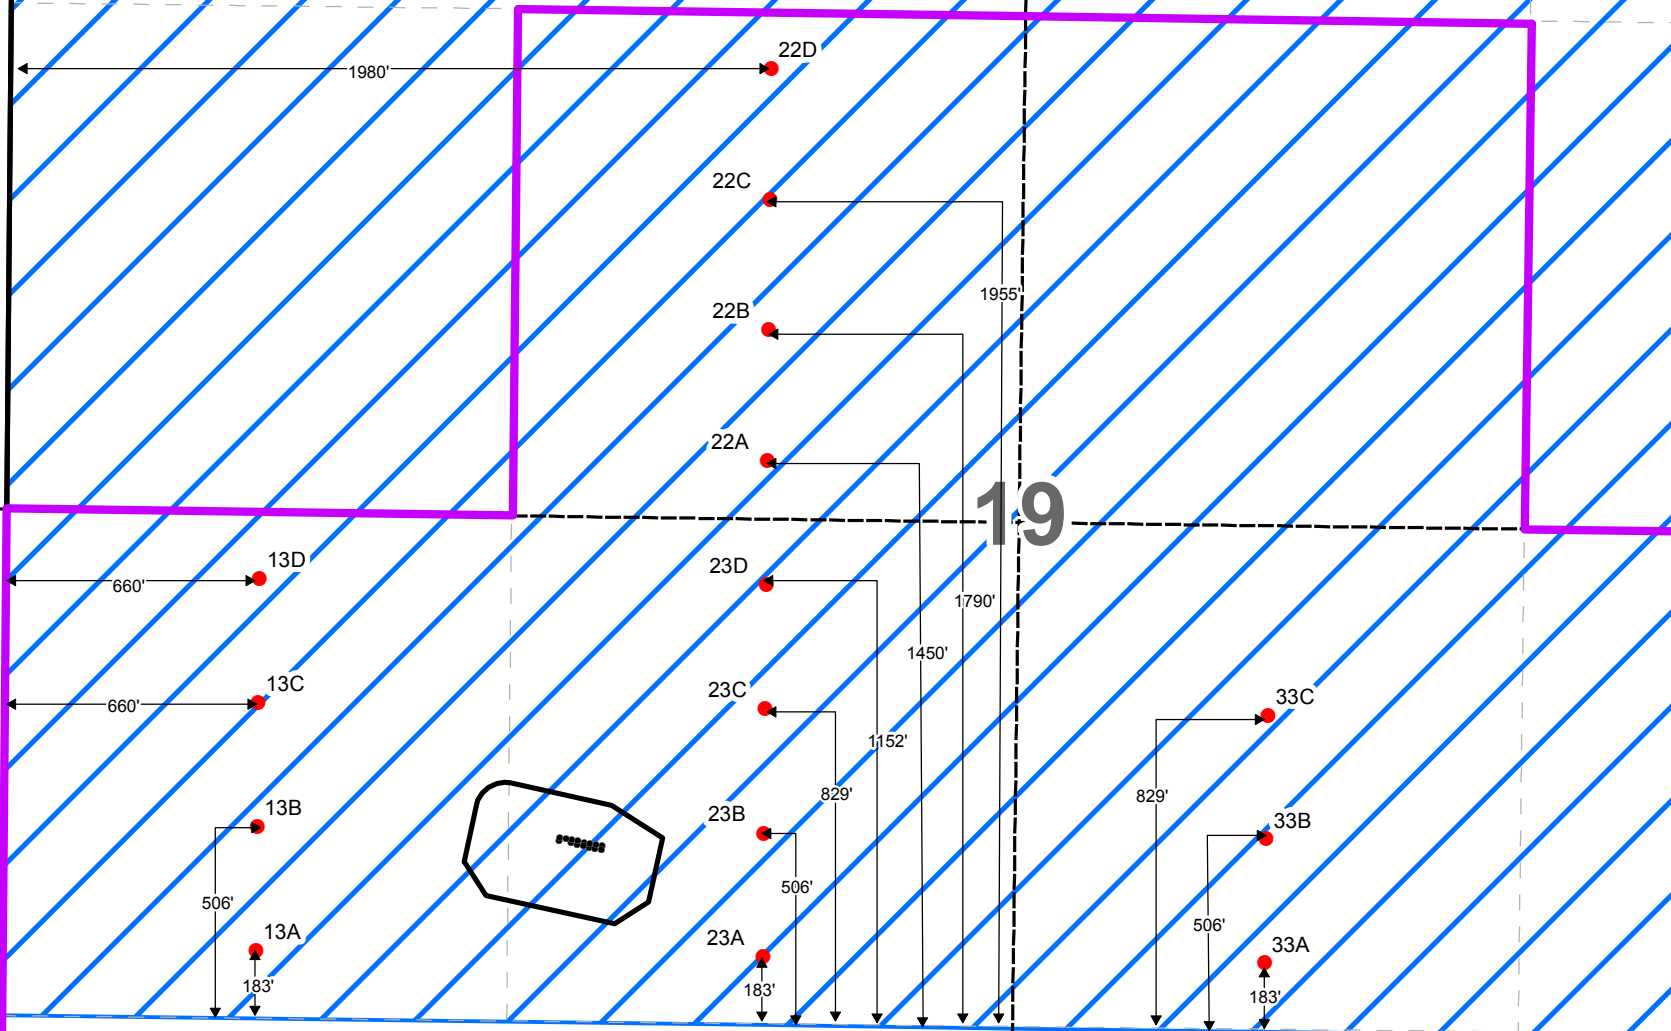 22D
1980'
22C
1955'
22B
22A
19
13D
660'
23D
1790'
1450'
13C
660'
23C
33C
1152'
829'
829'
13B
23B
33B
506'
506'
506'
13A
23A
33A
183'
183'
183'